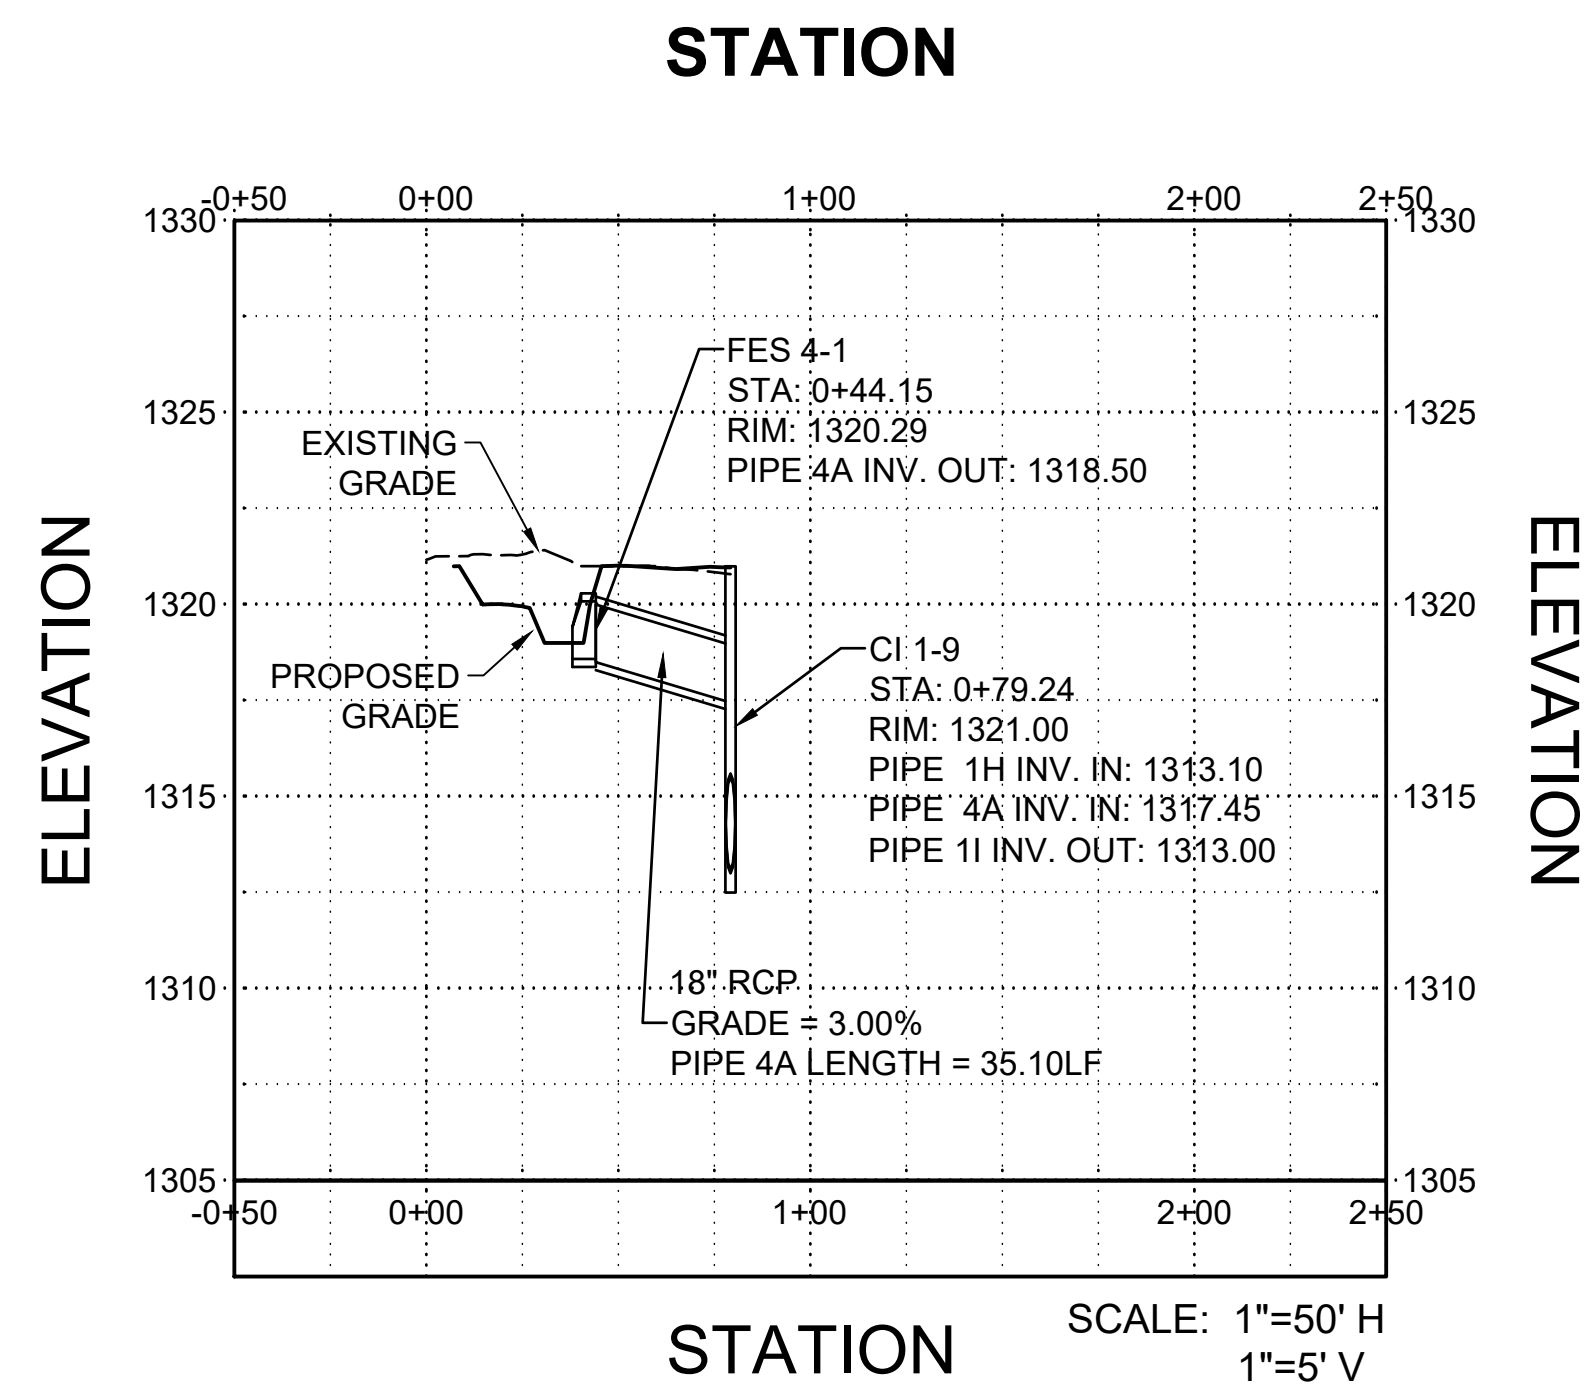 STATION
-0+50 0+00 1+00 2+00 2+50
1330 1330
FES 4-1
STA: 0+44.15
RIM: 1320.29
PIPE 4A INV. OUT: 1318.50
1325 1325
EXISTING
GRADE
ELEVATION
ELEVATION
1320 1320
PROPOSED
GRADE
CI 1-9
STA: 0+79.24
RIM: 1321.00
PIPE 1H INV. IN: 1313.10
PIPE 4A INV. IN: 1317.45
PIPE 1I INV. OUT: 1313.00
1315 1315
18" RCP
GRADE = 3.00%
PIPE 4A LENGTH = 35.10LF
1310 1310
1305 1305
-0+50 0+00 1+00 2+00 2+50
STATION
SCALE: 1"=50' H
1"=5' V